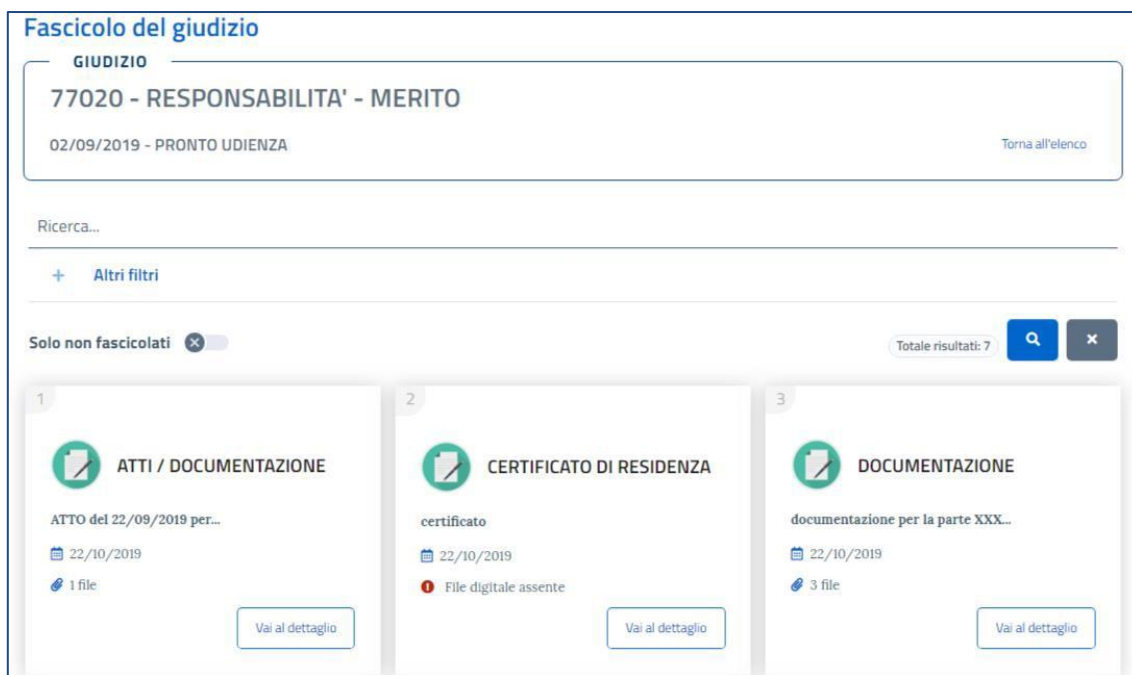 Fascicolo del giudizio
GIUDIZIO
77020 - RESPONSABILITA' - MERITO
02/09/2019 - PRONTO UDIENZA
Torna all'elenco
Ricerca...
+ Altri filtri
Solo non fascicolati
Totale risultati: 7
1
ATTI / DOCUMENTAZIONE
ATTO del 22/09/2019 per...
22/10/2019
1 file
Vai al dettaglio
2
CERTIFICATO DI RESIDENZA
certificato
22/10/2019
File digitale assente
Vai al dettaglio
3
DOCUMENTAZIONE
documentazione per la parte XXX...
22/10/2019
3 file
Vai al dettaglio